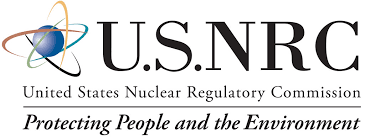 U.S.NRC
United States Nuclear Regulatory Commission
Protecting People and the Environment